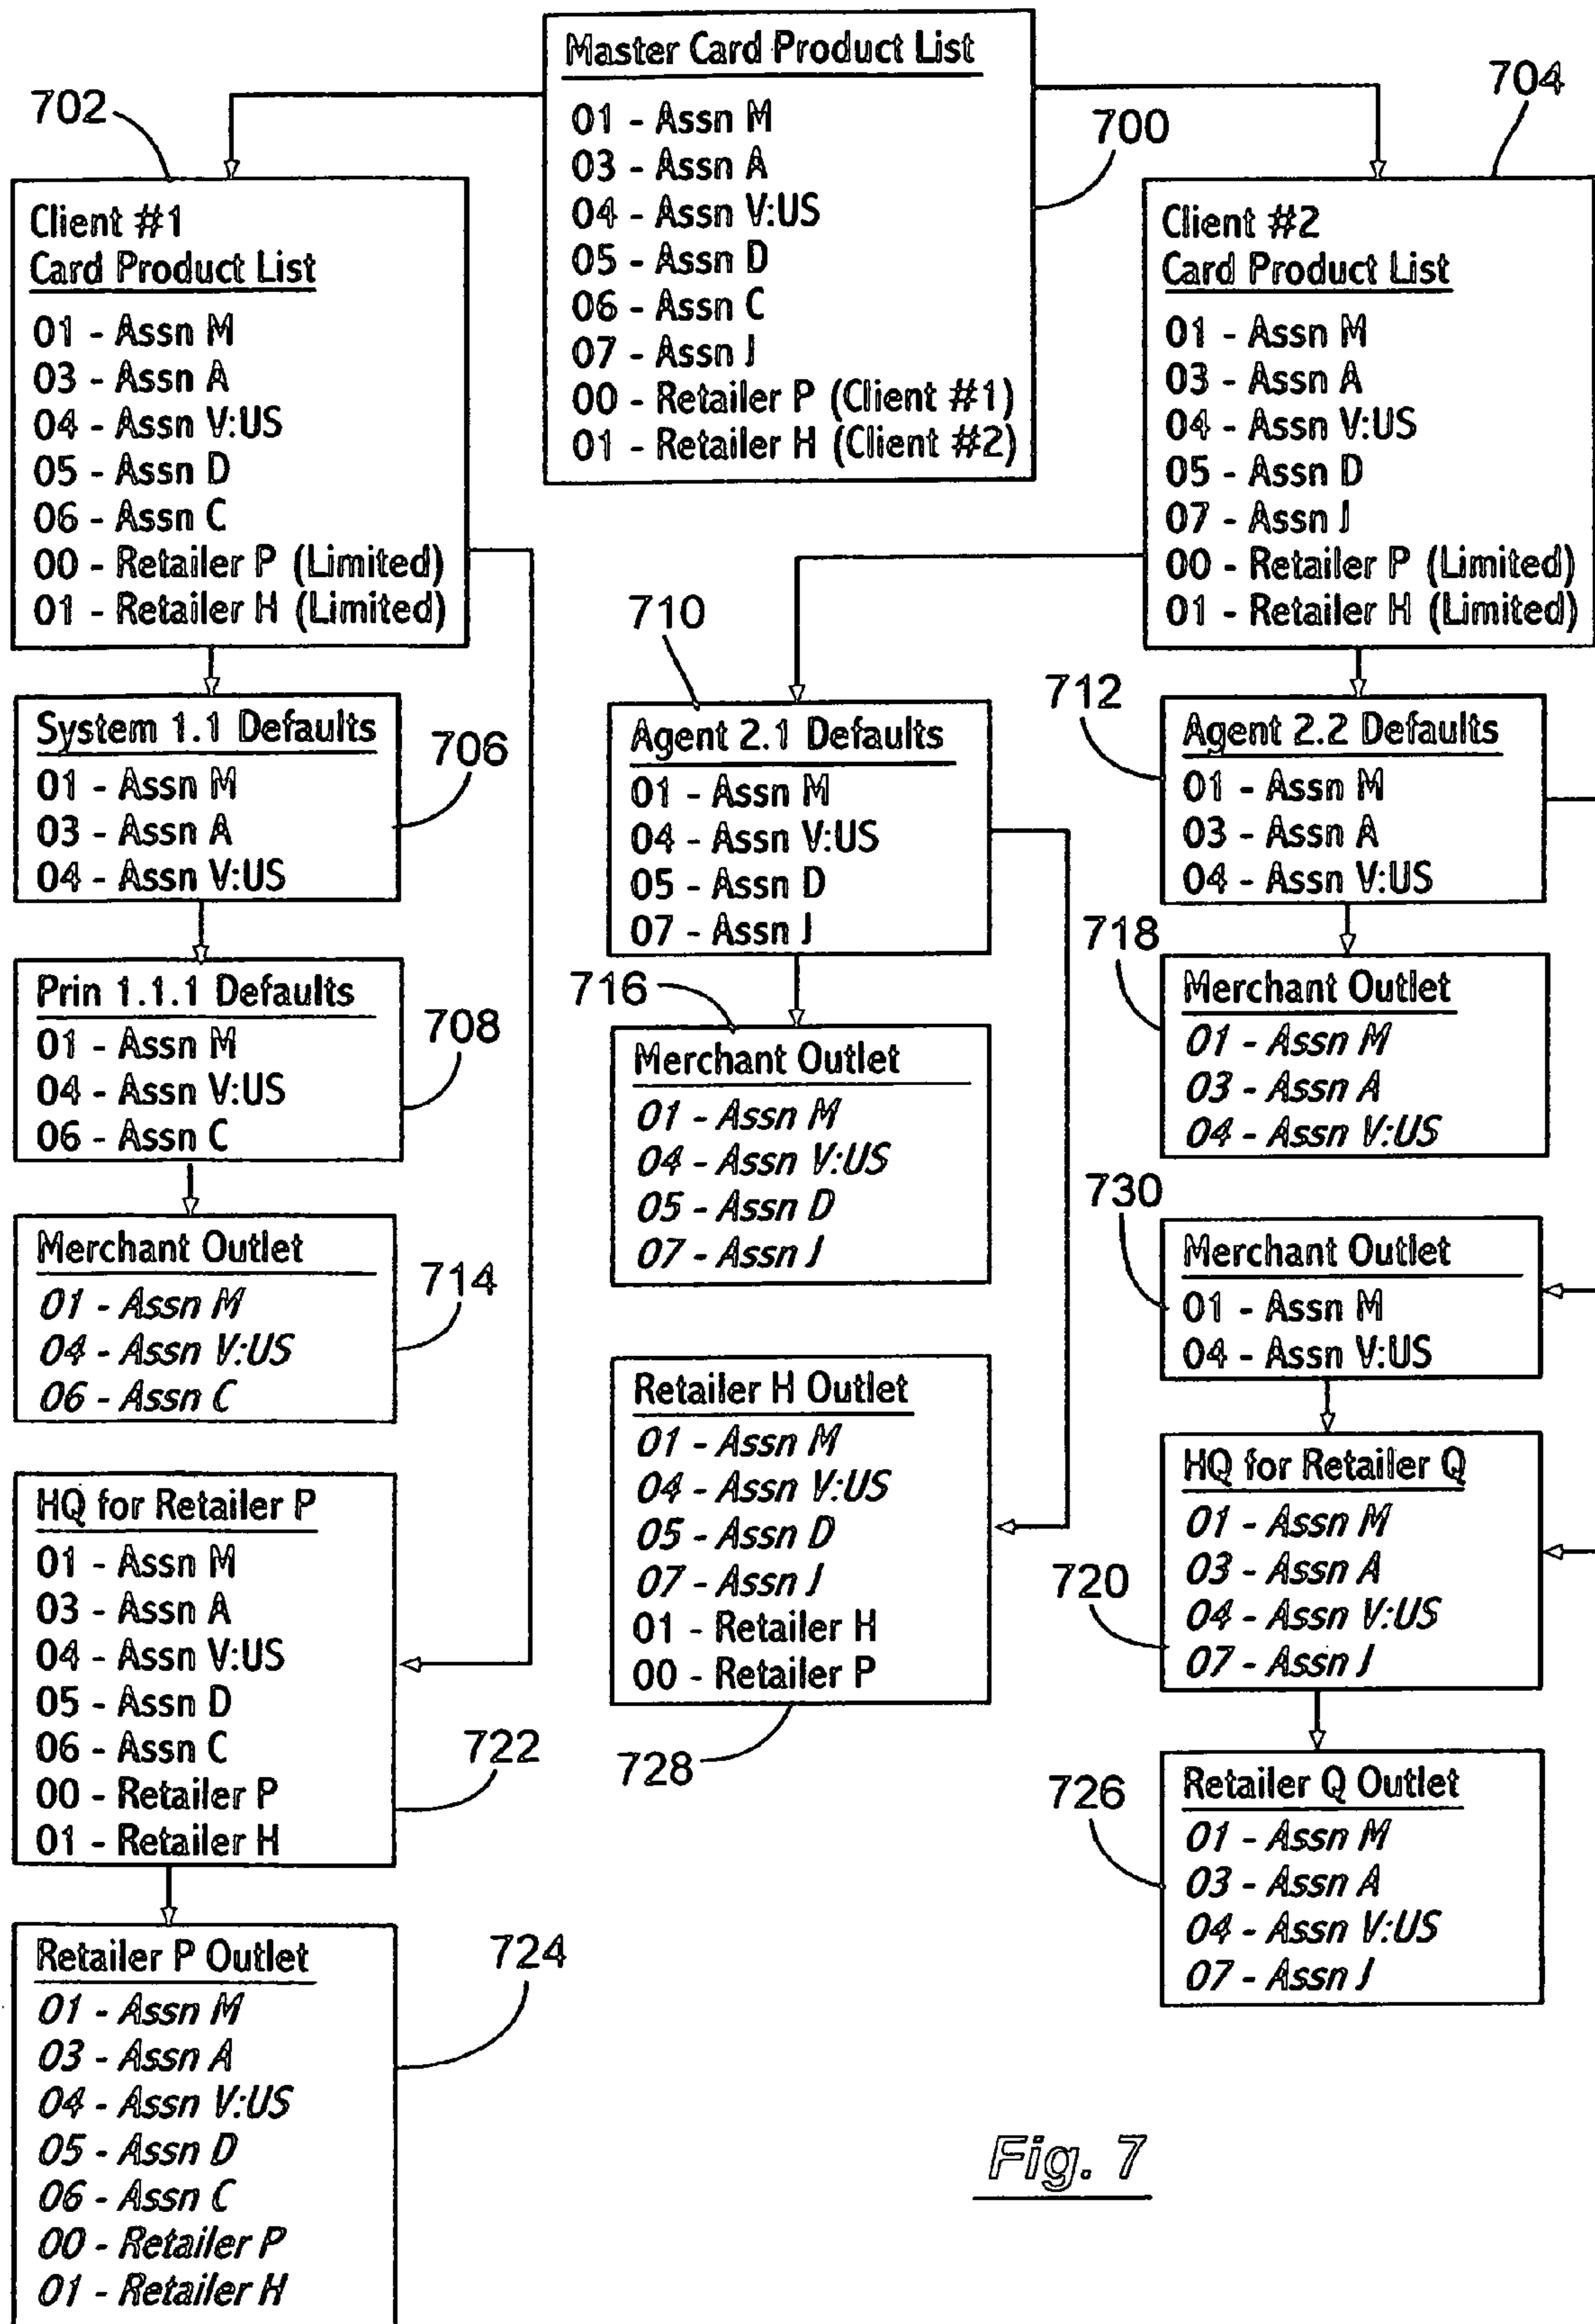 Master Card Product List
01 - Assn M
03 - Assn A
04 - Assn V:US
05 - Assn D
06 - Assn C
07 - Assn J
00 - Retailer P (Client #1)
01 - Retailer H (Client #2)
700
702
Client #1
Card Product List
01 - Assn M
03 - Assn A
04 - Assn V:US
05 - Assn D
06 - Assn C
00 - Retailer P (Limited)
01 - Retailer H (Limited)
704
Client #2
Card Product List
01 - Assn M
03 - Assn A
04 - Assn V:US
05 - Assn D
07 - Assn J
00 - Retailer P (Limited)
01 - Retailer H (Limited)
System 1.1 Defaults
01 - Assn M
03 - Assn A
04 - Assn V:US
706
Prin 1.1.1 Defaults
01 - Assn M
04 - Assn V:US
06 - Assn C
708
Merchant Outlet
01 - Assn M
04 - Assn V:US
06 - Assn C
714
HQ for Retailer P
01 - Assn M
03 - Assn A
04 - Assn V:US
05 - Assn D
06 - Assn C
00 - Retailer P
01 - Retailer H
722
Retailer P Outlet
01 - Assn M
03 - Assn A
04 - Assn V:US
05 - Assn D
06 - Assn C
00 - Retailer P
01 - Retailer H
724
710
Agent 2.1 Defaults
01 - Assn M
04 - Assn V:US
05 - Assn D
07 - Assn J
716
Merchant Outlet
01 - Assn M
04 - Assn V:US
05 - Assn D
07 - Assn J
Retailer H Outlet
01 - Assn M
04 - Assn V:US
05 - Assn D
07 - Assn J
01 - Retailer H
00 - Retailer P
728
712
Agent 2.2 Defaults
01 - Assn M
03 - Assn A
04 - Assn V:US
718
Merchant Outlet
01 - Assn M
03 - Assn A
04 - Assn V:US
730
Merchant Outlet
01 - Assn M
04 - Assn V:US
HQ for Retailer Q
01 - Assn M
03 - Assn A
04 - Assn V:US
07 - Assn J
720
726
Retailer Q Outlet
01 - Assn M
03 - Assn A
04 - Assn V:US
07 - Assn J
Fig. 7